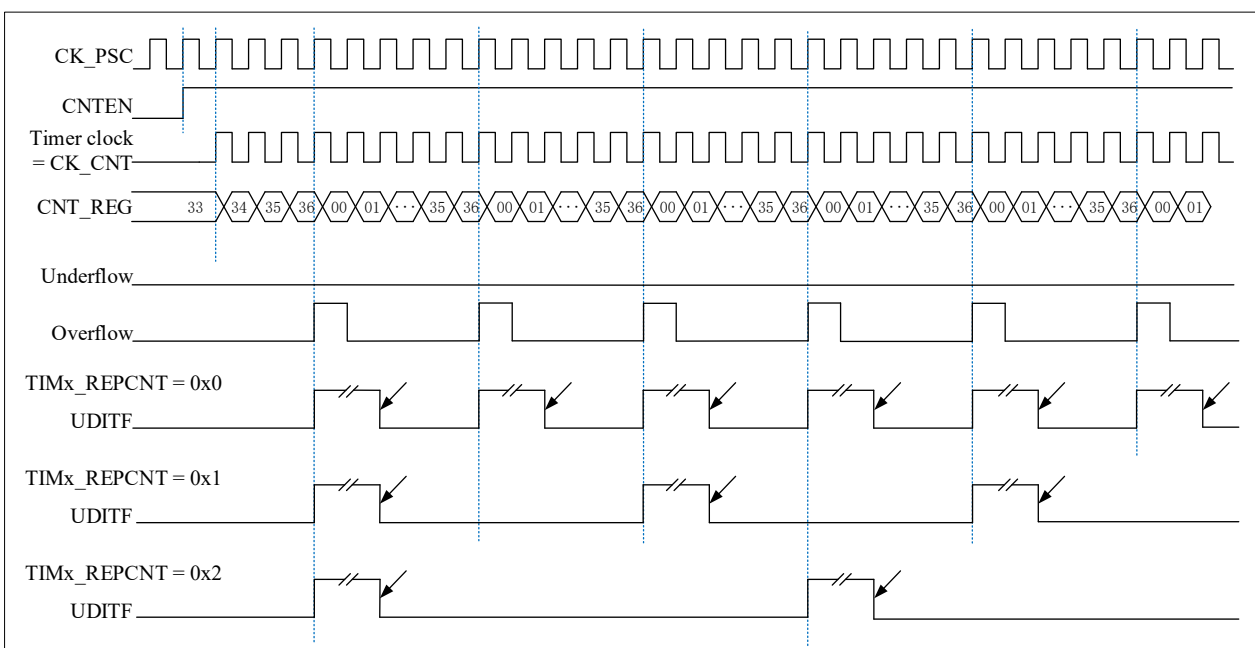 CK_PSC
CNTEN
Timer clock
= CK_CNT
CNT_REG 33 34 35 36 00 01 ··· 35 36 00 01 ··· 35 36 00 01 ··· 35 36 00 01 ··· 35 36 00 01 ··· 35 36 00 01
Underflow
Overflow
TIMx_REPCNT = 0x0
UDITF
TIMx_REPCNT = 0x1
UDITF
TIMx_REPCNT = 0x2
UDITF